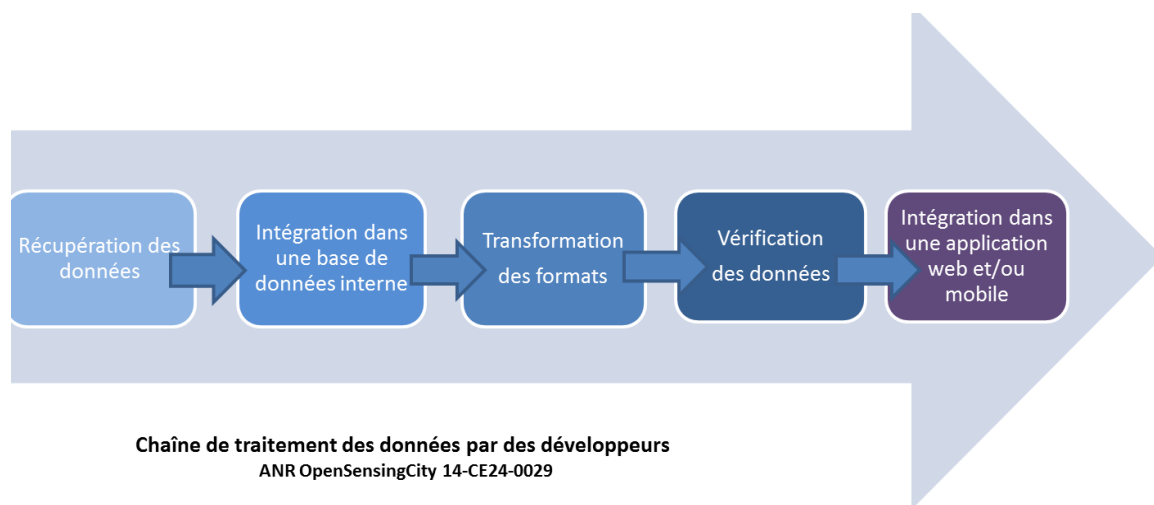 Récupération des
données
Intégration dans
une base de
données interne
Transformation
des formats
Vérification
des données
Intégration dans
une application
web et/ou
mobile
Chaîne de traitement des données par des développeurs
ANR OpenSensingCity 14-CE24-0029